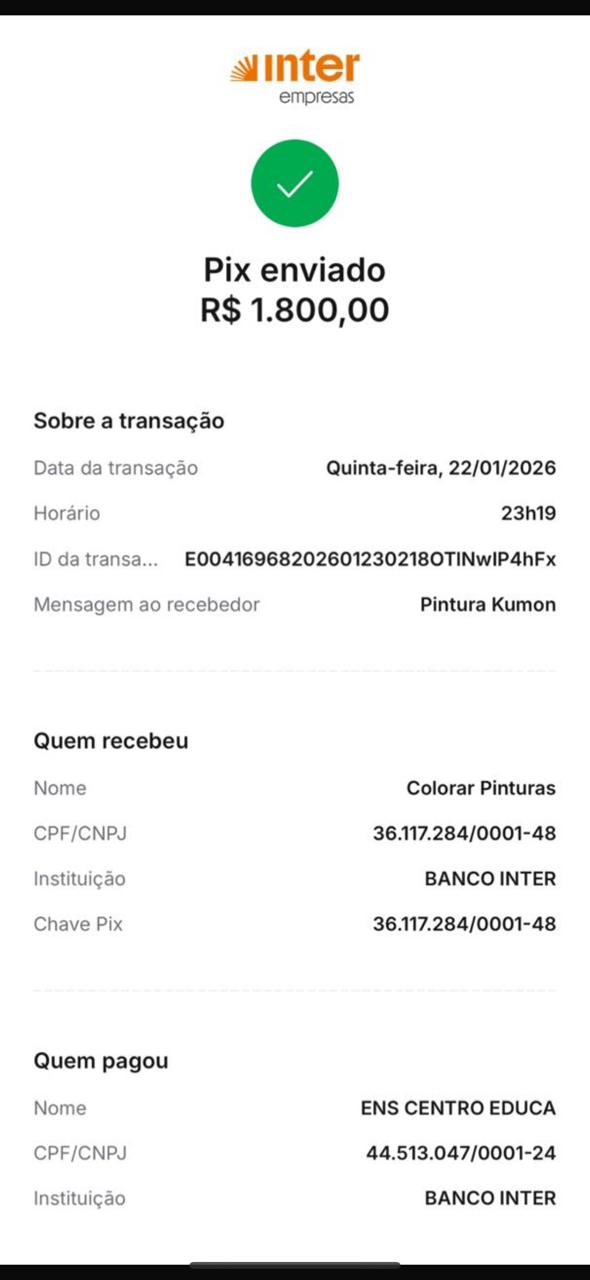 inter
empresas
Pix enviado
R$ 1.800,00
Sobre a transação
Data da transação Quinta-feira, 22/01/2026
Horário 23h19
ID da transa... E00416968202601230218OTINwIP4hFx
Mensagem ao recebedor Pintura Kumon
Quem recebeu
Nome Colorar Pinturas
CPF/CNPJ 36.117.284/0001-48
Instituição BANCO INTER
Chave Pix 36.117.284/0001-48
Quem pagou
Nome ENS CENTRO EDUCA
CPF/CNPJ 44.513.047/0001-24
Instituição BANCO INTER